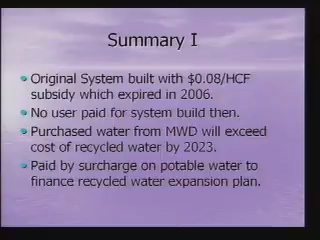 Summary I
Original System built with $0.08/HCF
subsidy which expired in 2006.
No user paid for system build then.
Purchased water from MWD will exceed
cost of recycled water by 2023.
Paid by surcharge on potable water to
finance recycled water expansion plan.